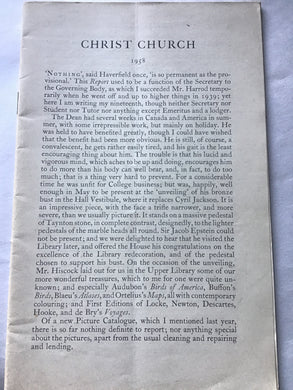 CHRIST CHURCH
1958
'NOTHING', said Haverfield once, 'is so permanent as the pro-
visional.' This Report used to be a function of the Secretary to
the Governing Body, as which I succeeded Mr. Harrod tempo-
rarily when he went off and up to higher things in 1939; yet
here I am writing my nineteenth, though neither Secretary nor
Student nor Tutor nor anything except Emeritus and a lodger.
The Dean had several weeks in Canada and America in sum-
mer, with some irrepressible work, but mainly on holiday. He
was held to have benefited greatly, though I could have wished
that the benefit had been more obvious. He is still, of course, a
convalescent, he gets rather easily tired, and his gait is the least
encouraging thing about him. The trouble is that his lucid and
vigorous mind, which aches to be up and doing, encourages him
to do more than his body can well bear, and, in fact, to do too
much; that is a thing very hard to prevent. For a considerable
time he was unfit for College business; but was, happily, well
enough in May to be present at the 'unveiling' of his bronze
bust in the Hall Vestibule, where it replaces Cyril Jackson. It is
an impressive piece, with the face a trifle narrower, and more
severe, than we usually picture it. It stands on a massive pedestal
of Taynton stone, in complete contrast, designedly, to the lighter
pedestals of the marble heads all round. Sir Jacob Epstein could
not be present; and we were delighted to hear that he visited the
Library later, and offered the House his congratulations on the
excellence of the Library redecoration, and of the position
chosen to support his bust. On the occasion of the unveiling,
Mr. Hiscock laid out for us in the Upper Library some of our
more wonderful treasures, which to me for one were quite un-
known; and especially Audubon's Birds of America, Buffon's
Birds, Blaeu's Atlases, and Ortelius's Maps, all with contemporary
colouring; and First Editions of Locke, Newton, Descartes,
Hooke, and de Bry's Voyages.
Of a new Picture Catalogue, which I mentioned last year,
there is so far nothing definite to report; nor anything special
about the pictures, apart from the usual cleaning and repairing
and lending,